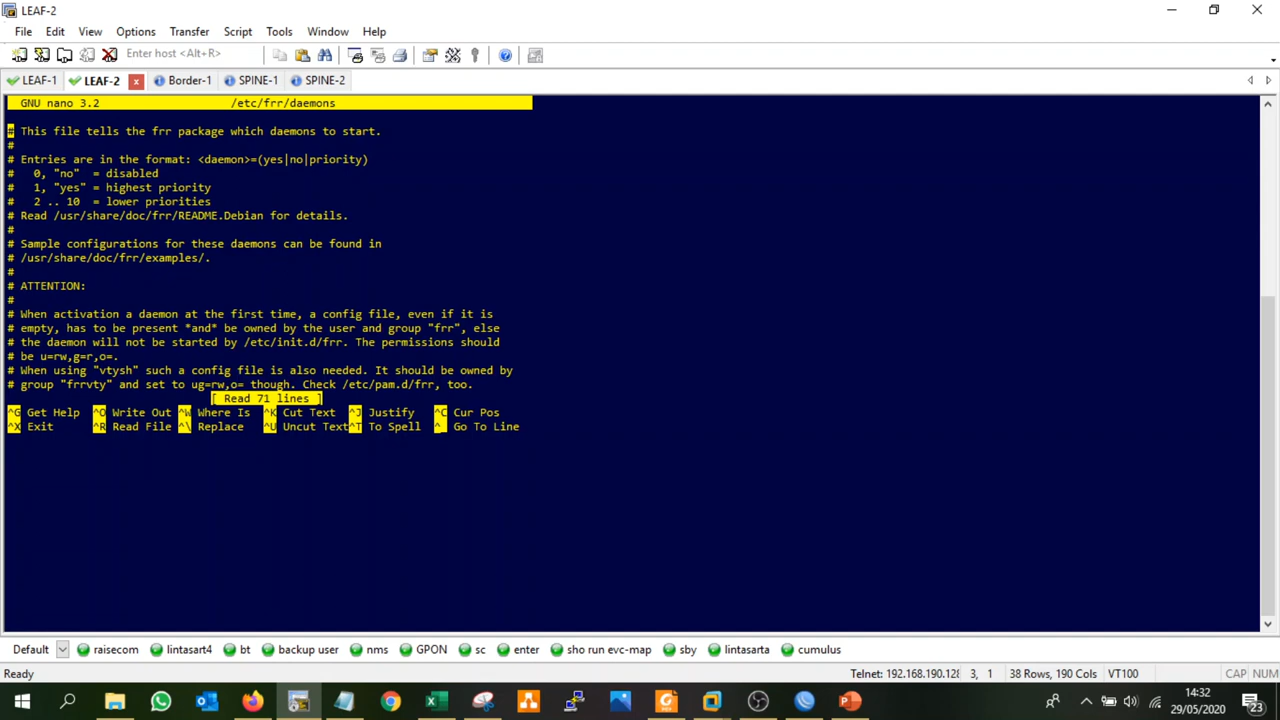 LEAF-2
File Edit View Options Transfer Script Tools Window Help
Enter host <Alt+R>
LEAF-1 LEAF-2 x Border-1 SPINE-1 SPINE-2
GNU nano 3.2 /etc/frr/daemons
# This file tells the frr package which daemons to start.
#
# Entries are in the format: <daemon>=(yes|no|priority)
# 0, "no" = disabled
# 1, "yes" = highest priority
# 2 .. 10 = lower priorities
# Read /usr/share/doc/frr/README.Debian for details.
#
# Sample configurations for these daemons can be found in
# /usr/share/doc/frr/examples/.
#
# ATTENTION:
#
# When activation a daemon at the first time, a config file, even if it is
# empty, has to be present *and* be owned by the user and group "frr", else
# the daemon will not be started by /etc/init.d/frr. The permissions should
# be u=rw,g=r,o=.
# When using "vtysh" such a config file is also needed. It should be owned by
# group "frrvty" and set to ug=rw,o= though. Check /etc/pam.d/frr, too.
[ Read 71 lines ]
^G Get Help ^O Write Out ^W Where Is ^K Cut Text ^J Justify ^C Cur Pos
^X Exit ^R Read File ^\ Replace ^U Uncut Text ^T To Spell ^_ Go To Line
Default raisecom lintasart4 bt backup user nms GPON sc enter sho run evc-map sby lintasarta cumulus
Ready Telnet: 192.168.190.128 3, 1 38 Rows, 190 Cols VT100 CAP NUM
14:32
29/05/2020 23